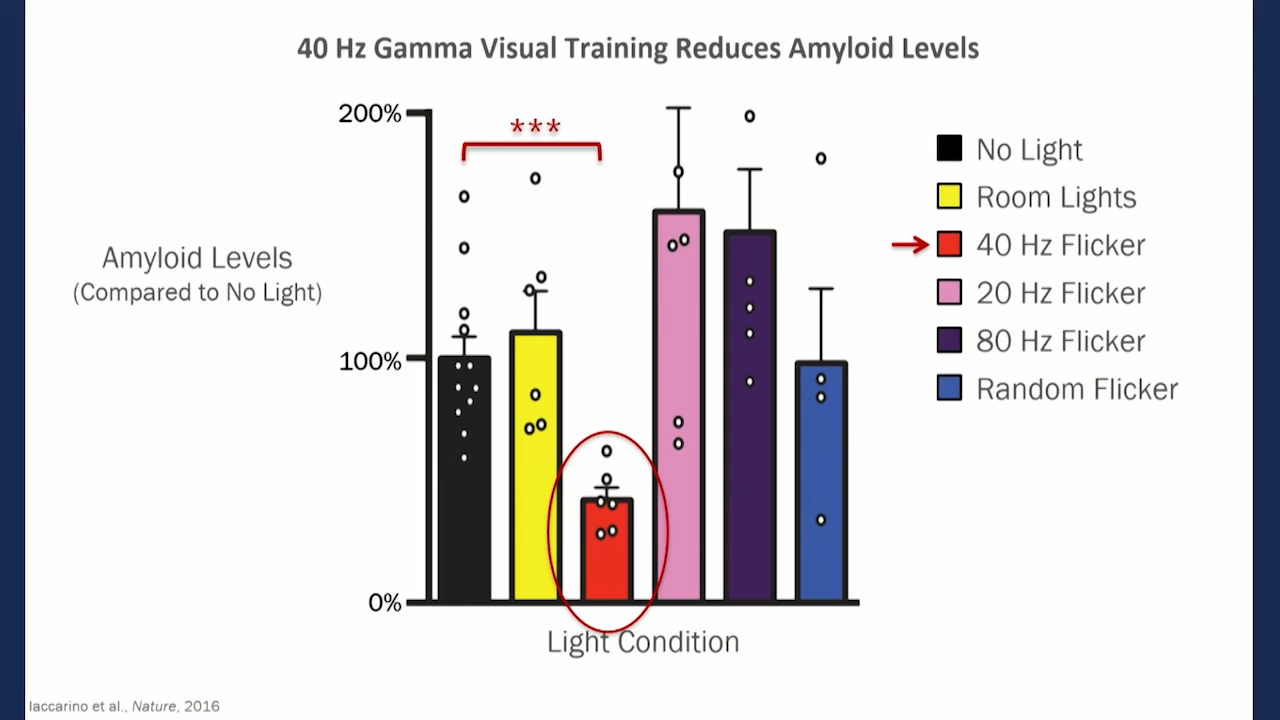 40 Hz Gamma Visual Training Reduces Amyloid Levels
200%
***
No Light
Room Lights
Amyloid Levels
40 Hz Flicker
(Compared to No Light)
20 Hz Flicker
80 Hz Flicker
100%
Random Flicker
0%
Light Condition
Iaccarino et al., Nature, 2016